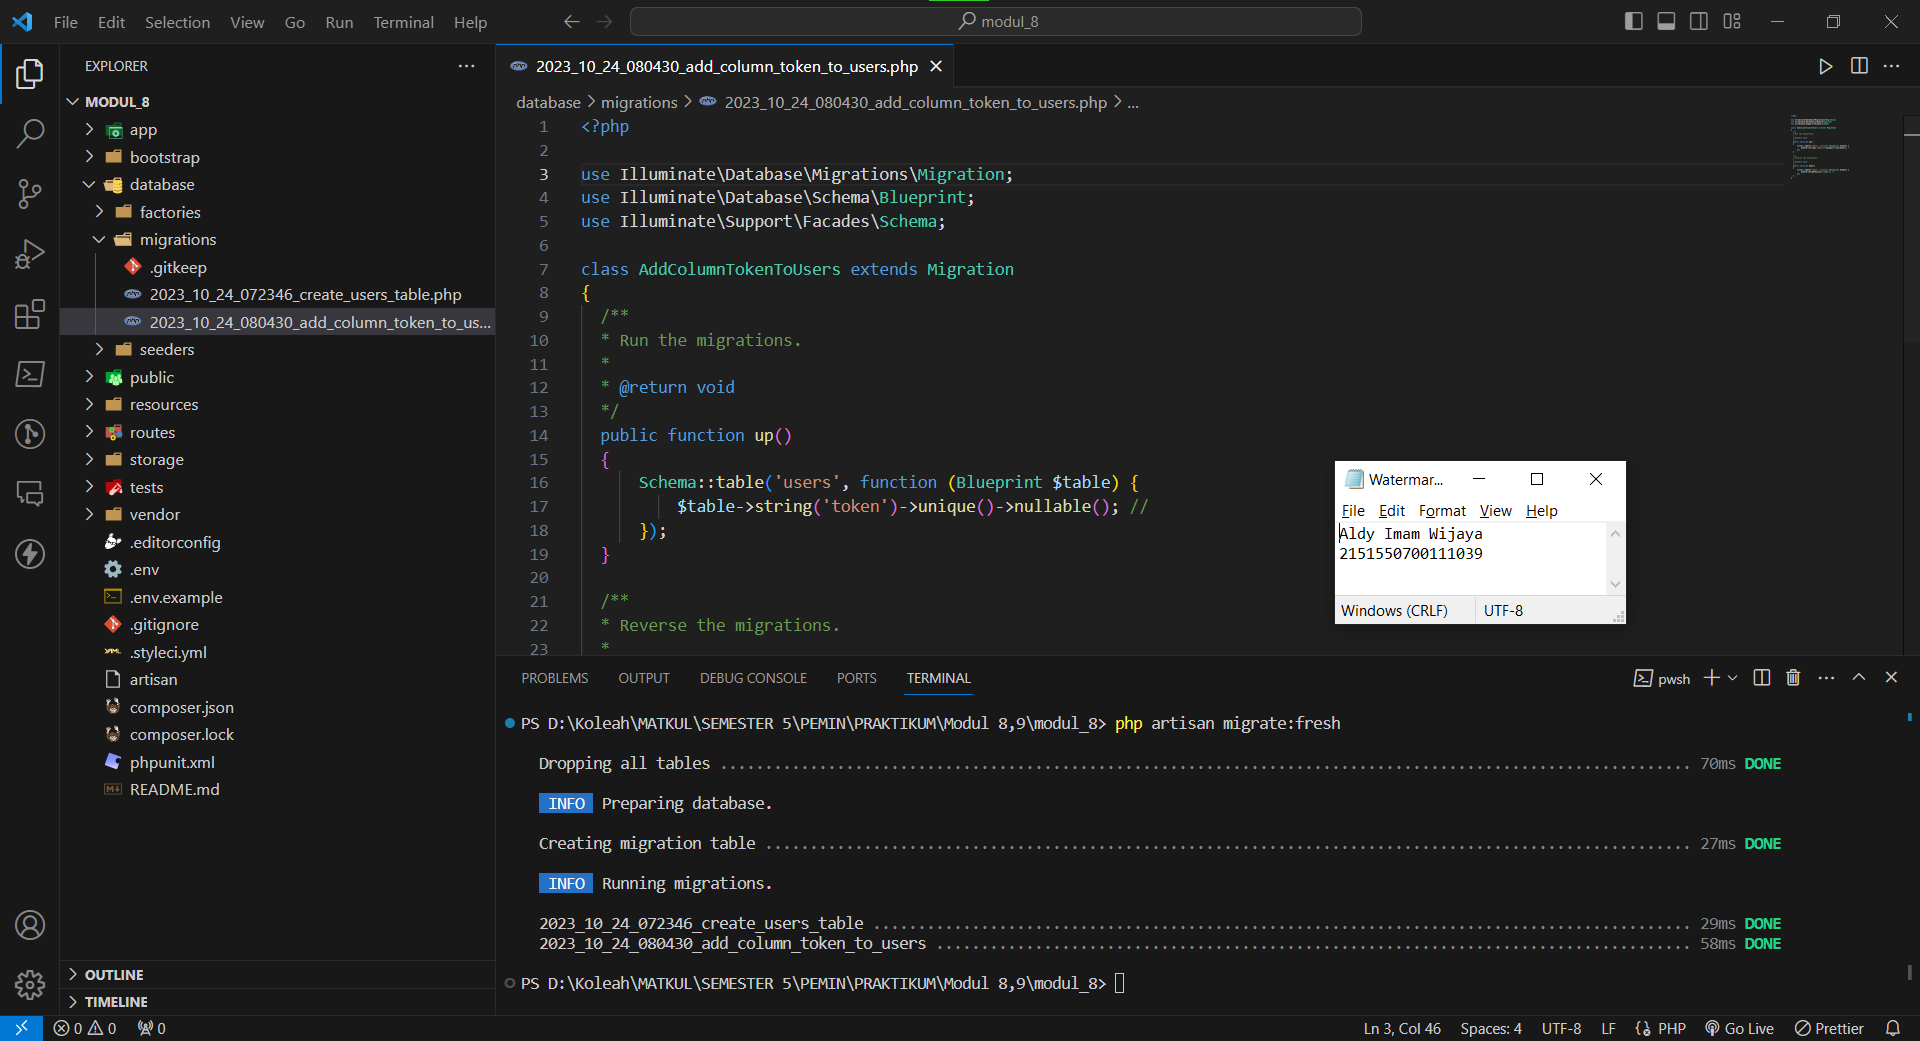 File Edit Selection View Go Run Terminal Help
modul_8
EXPLORER
MODUL_8
app
bootstrap
database
factories
migrations
.gitkeep
2023_10_24_072346_create_users_table.php
2023_10_24_080430_add_column_token_to_us...
seeders
public
resources
routes
storage
tests
vendor
.editorconfig
.env
.env.example
.gitignore
.styleci.yml
artisan
composer.json
composer.lock
phpunit.xml
README.md
OUTLINE
TIMELINE
2023_10_24_080430_add_column_token_to_users.php
database > migrations > 2023_10_24_080430_add_column_token_to_users.php > ...
1 <?php
2
3 use Illuminate\Database\Migrations\Migration;
4 use Illuminate\Database\Schema\Blueprint;
5 use Illuminate\Support\Facades\Schema;
6
7 class AddColumnTokenToUsers extends Migration
8 {
9 /**
10 * Run the migrations.
11 *
12 * @return void
13 */
14 public function up()
15 {
16 Schema::table('users', function (Blueprint $table) {
17 $table->string('token')->unique()->nullable(); //
18 });
19 }
20
21 /**
22 * Reverse the migrations.
23 *
Watermar...
File Edit Format View Help
Aldy Imam Wijaya
2151550700111039
Windows (CRLF) UTF-8
PROBLEMS OUTPUT DEBUG CONSOLE PORTS TERMINAL
pwsh
PS D:\Koleah\MATKUL\SEMESTER 5\PEMIN\PRAKTIKUM\Modul 8,9\modul_8> php artisan migrate:fresh
Dropping all tables ........................................................................................................ 70ms DONE
INFO Preparing database.
Creating migration table ................................................................................................... 27ms DONE
INFO Running migrations.
2023_10_24_072346_create_users_table ....................................................................................... 29ms DONE
2023_10_24_080430_add_column_token_to_users ................................................................................ 58ms DONE
PS D:\Koleah\MATKUL\SEMESTER 5\PEMIN\PRAKTIKUM\Modul 8,9\modul_8>
0 0 0
Ln 3, Col 46 Spaces: 4 UTF-8 LF PHP Go Live Prettier